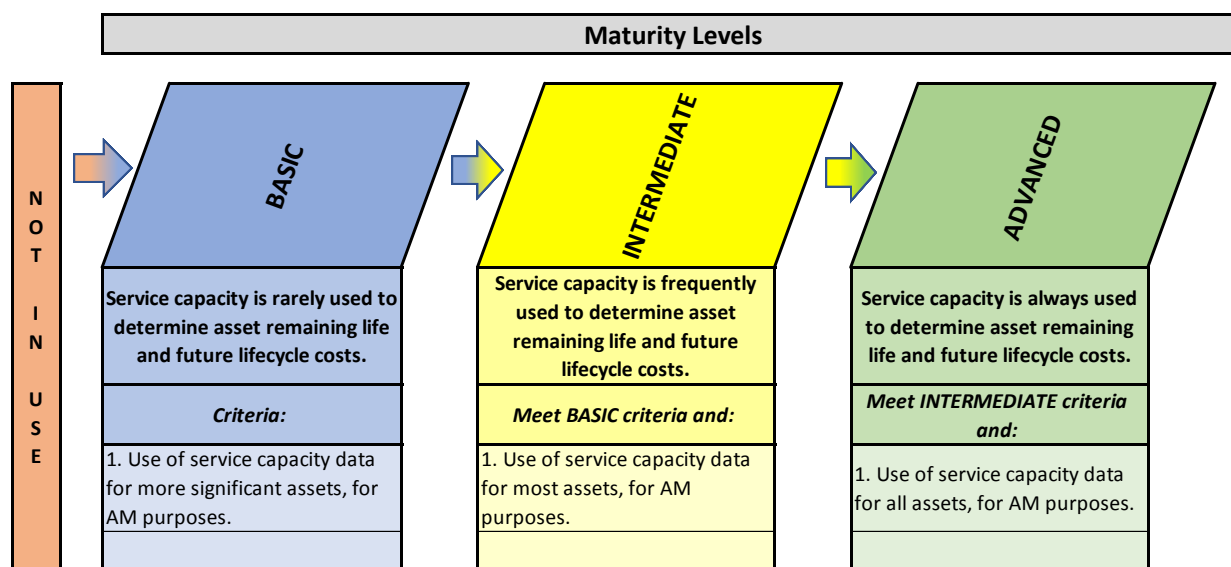 Maturity Levels
NOT IN USE
BASIC
INTERMEDIATE
ADVANCED
Service capacity is rarely used to
determine asset remaining life
and future lifecycle costs.
Service capacity is frequently
used to determine asset
remaining life and future
lifecycle costs.
Service capacity is always used
to determine asset remaining
life and future lifecycle costs.
Criteria:
Meet BASIC criteria and:
Meet INTERMEDIATE criteria
and:
1. Use of service capacity data
for more significant assets, for
AM purposes.
1. Use of service capacity data
for most assets, for AM
purposes.
1. Use of service capacity data
for all assets, for AM purposes.